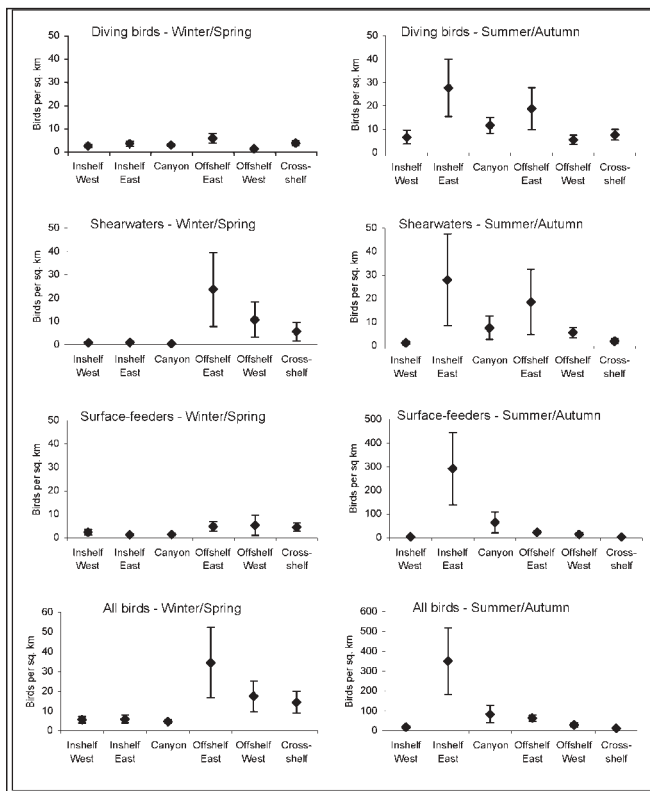 Diving birds - Winter/Spring
Birds per sq. km
50
40
30
20
10
0
Inshelf West
Inshelf East
Canyon
Offshelf East
Offshelf West
Cross-shelf
Diving birds - Summer/Autumn
Birds per sq. km
50
40
30
20
10
0
Inshelf West
Inshelf East
Canyon
Offshelf East
Offshelf West
Cross-shelf
Shearwaters - Winter/Spring
Birds per sq. km
50
40
30
20
10
0
Inshelf West
Inshelf East
Canyon
Offshelf East
Offshelf West
Cross-shelf
Shearwaters - Summer/Autumn
Birds per sq. km
50
40
30
20
10
0
Inshelf West
Inshelf East
Canyon
Offshelf East
Offshelf West
Cross-shelf
Surface-feeders - Winter/Spring
Birds per sq. km
50
40
30
20
10
0
Inshelf West
Inshelf East
Canyon
Offshelf East
Offshelf West
Cross-shelf
Surface-feeders - Summer/Autumn
Birds per sq. km
500
400
300
200
100
0
Inshelf West
Inshelf East
Canyon
Offshelf East
Offshelf West
Cross-shelf
All birds - Winter/Spring
Birds per sq. km
60
50
40
30
20
10
0
Inshelf West
Inshelf East
Canyon
Offshelf East
Offshelf West
Cross-shelf
All birds - Summer/Autumn
Birds per sq. km
600
500
400
300
200
100
0
Inshelf West
Inshelf East
Canyon
Offshelf East
Offshelf West
Cross-shelf